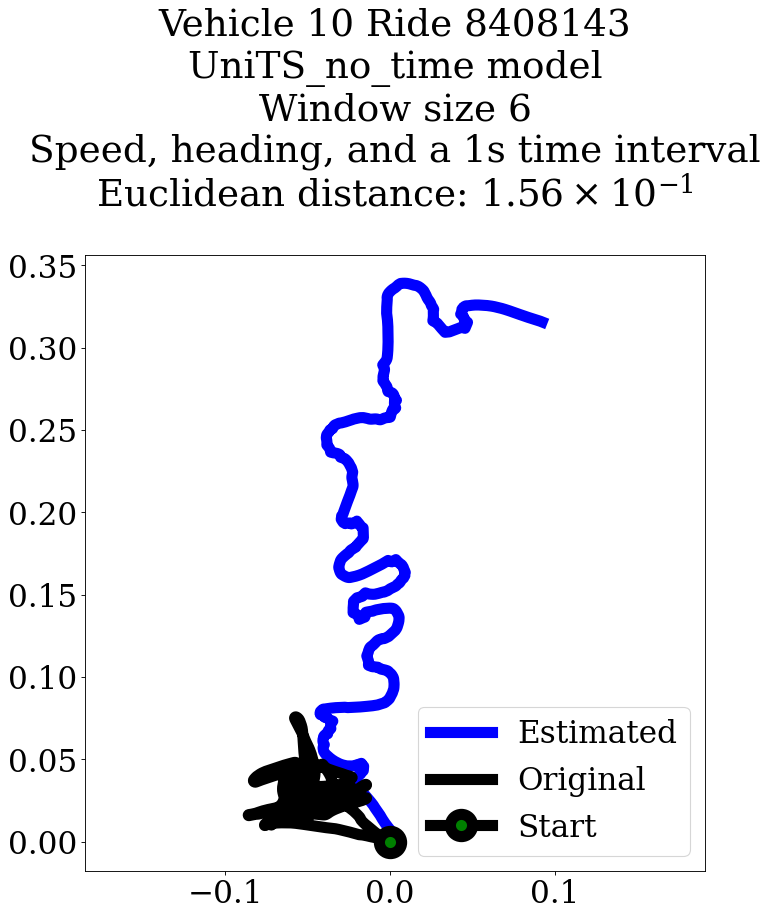 Vehicle 10 Ride 8408143
UniTS_no_time model
Window size 6
Speed, heading, and a 1s time interval
Euclidean distance: 1.56 × 10⁻¹
0.35
0.30
0.25
0.20
0.15
0.10
0.05
0.00
−0.1
0.0
0.1
Estimated
Original
Start